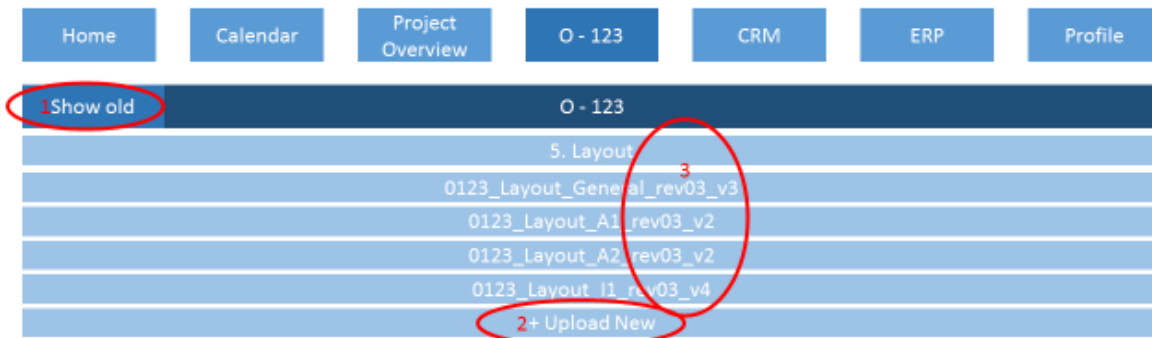 Home
Calendar
Project
Overview
O - 123
CRM
ERP
Profile
1Show old
O - 123
5. Layout
3
0123_Layout_General_rev03_v3
0123_Layout_A1_rev03_v2
0123_Layout_A2_rev03_v2
0123_Layout_I1_rev03_v4
2+ Upload New